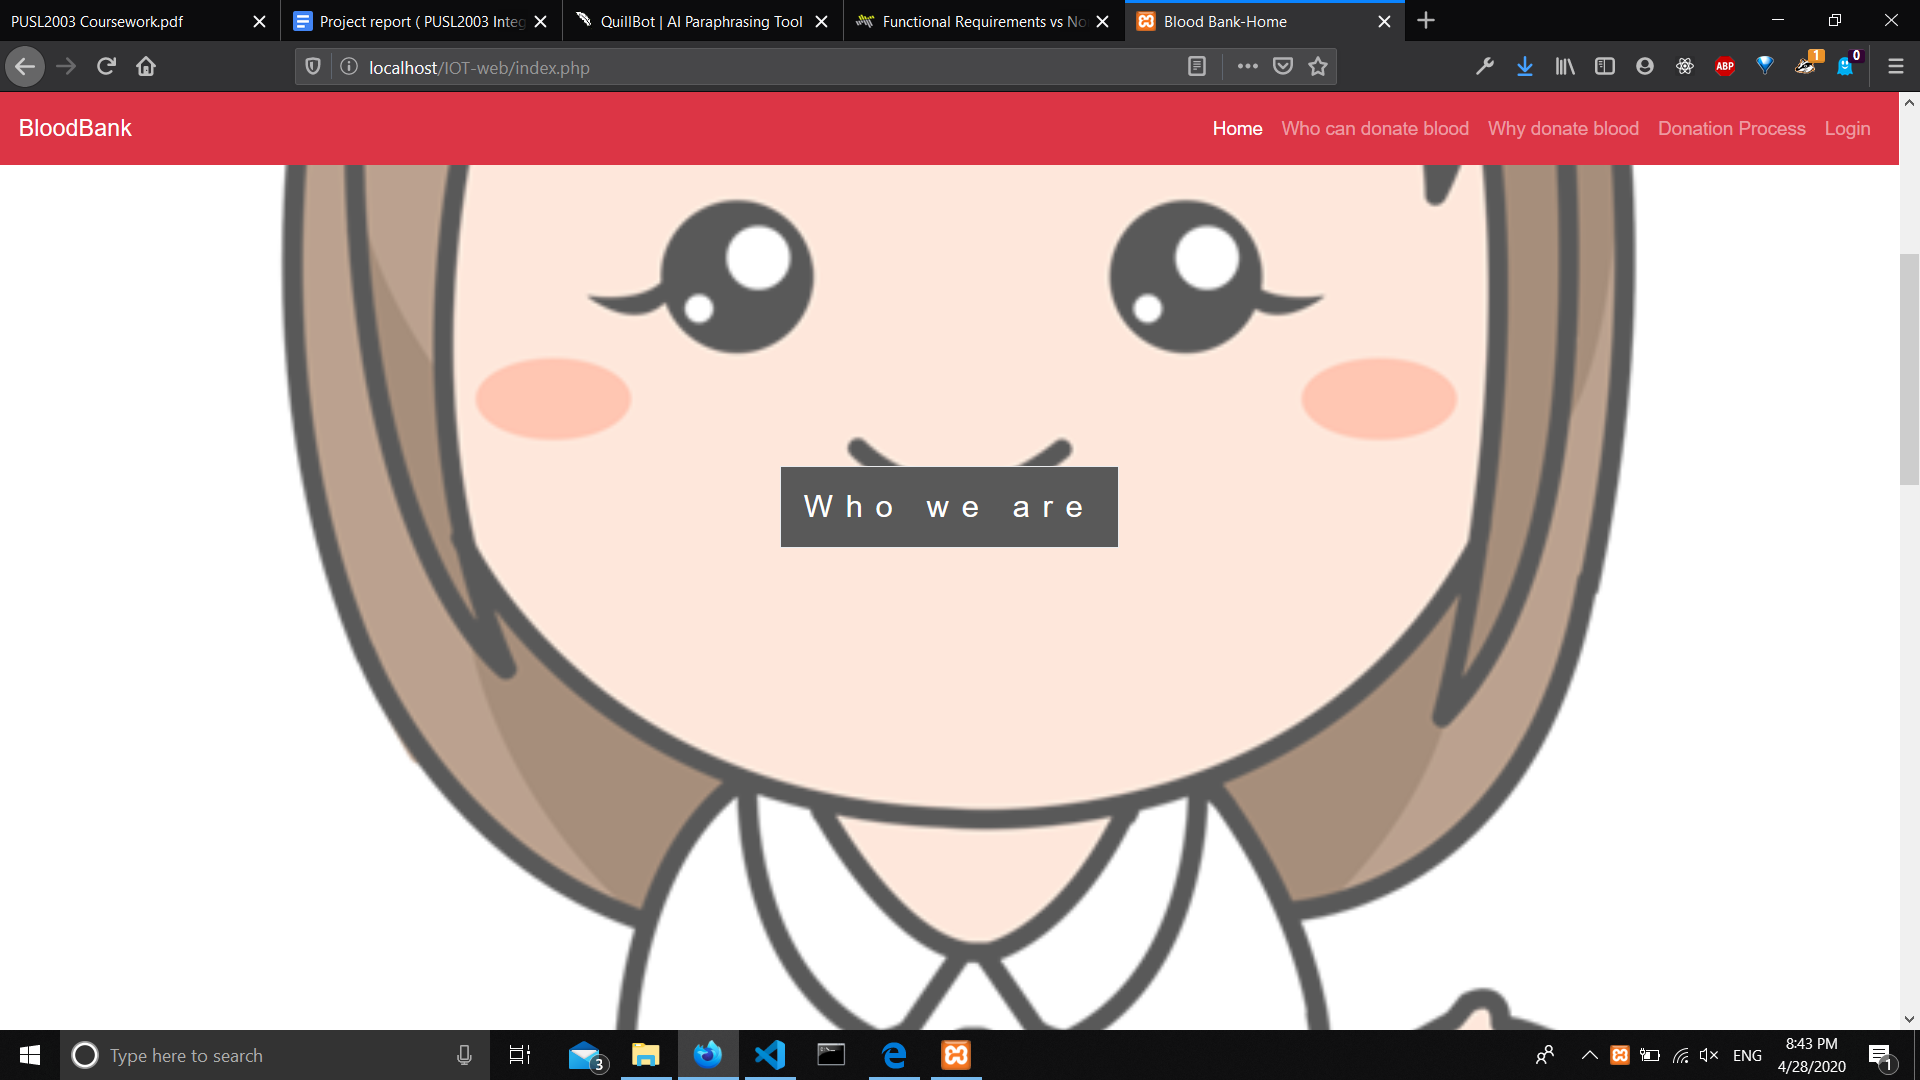 PUSL2003 Coursework.pdf
Project report ( PUSL2003 Integ
QuillBot | AI Paraphrasing Tool
Functional Requirements vs No
Blood Bank-Home
localhost/IOT-web/index.php
ABP
1
0
BloodBank
Home
Who can donate blood
Why donate blood
Donation Process
Login
Who we are
Type here to search
3
ENG
8:43 PM
4/28/2020
1